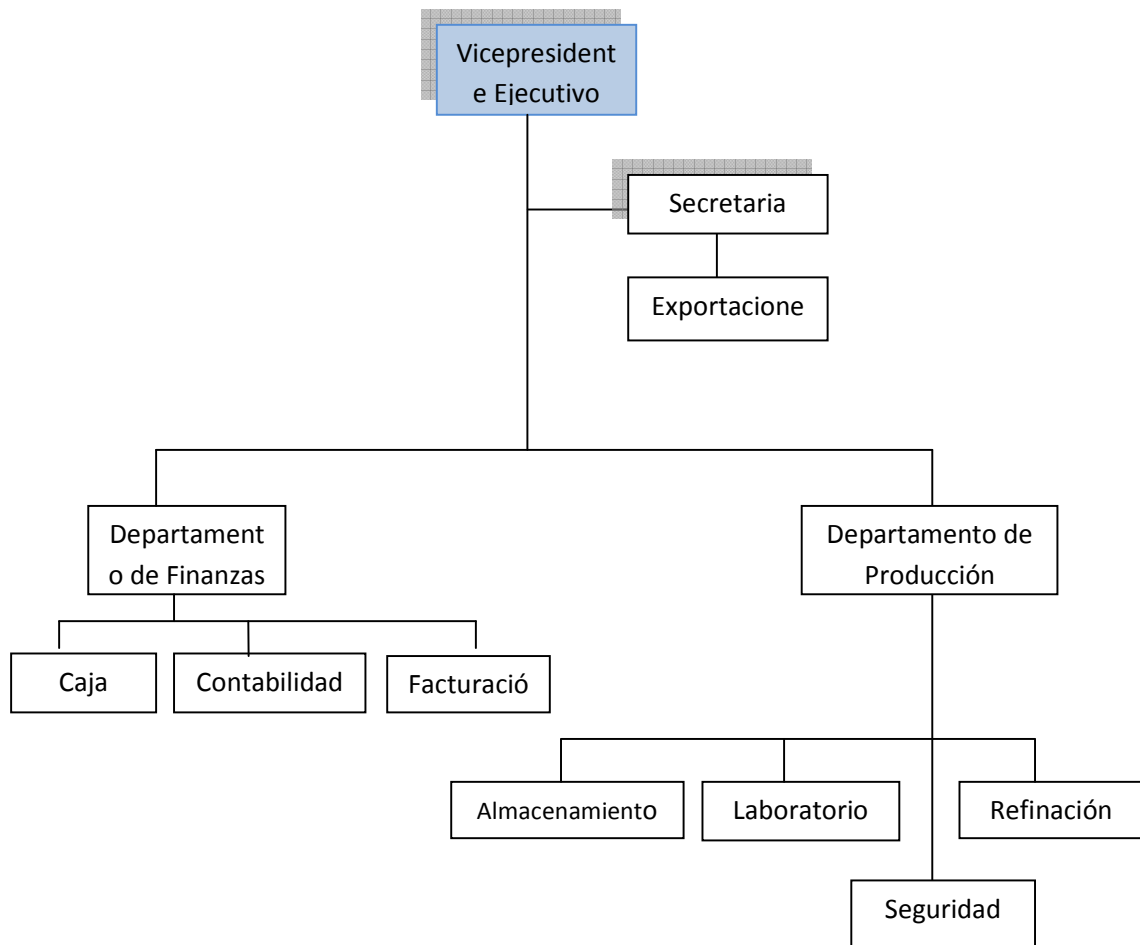 Vicepresident
e Ejecutivo
Secretaria
Exportacione
Departament
o de Finanzas
Departamento de
Producción
Caja
Contabilidad
Facturació
Almacenamiento
Laboratorio
Refinación
Seguridad